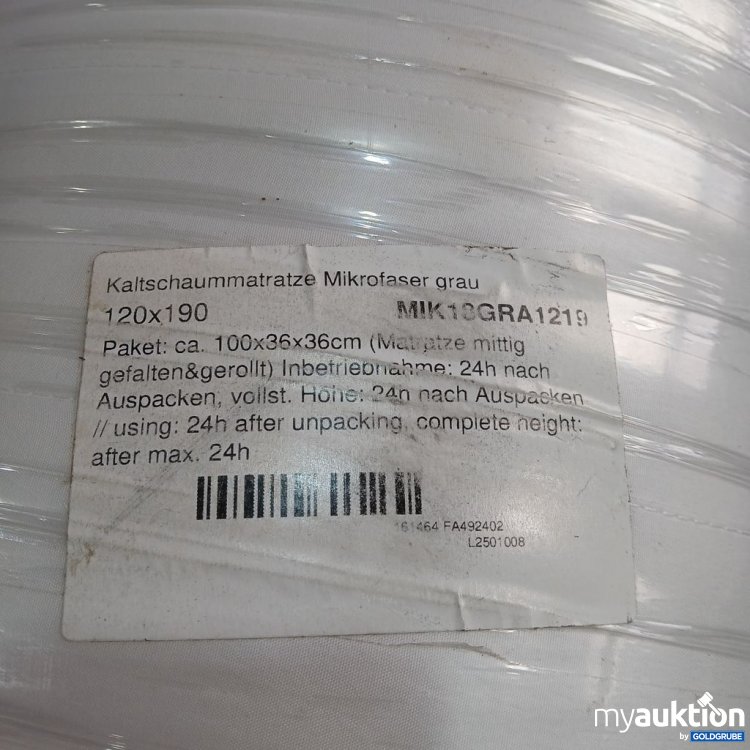 Kaltschaummatratze Mikrofaser grau
120x190 MIK18GRA1219
Paket: ca. 100x36x36cm (Matratze mittig
gefalten&gerollt) Inbetriebnahme: 24h nach
Auspacken, vollst. Höhe: 24h nach Auspacken
// using: 24h after unpacking, complete height:
after max. 24h
161464 FA492402
L2501008
myauktion
by GOLDGRUBE